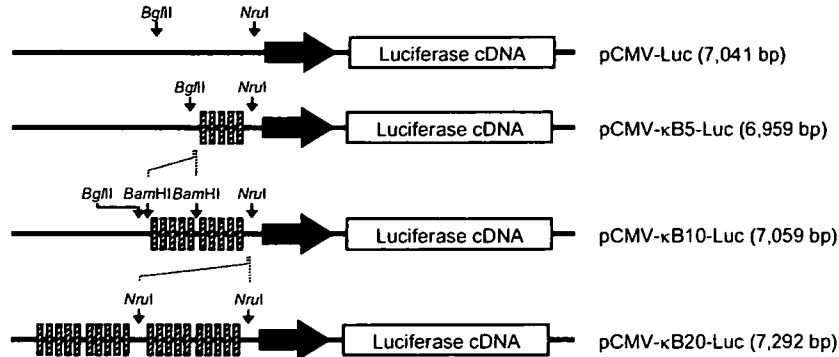 BglII NruI
Luciferase cDNA pCMV-Luc (7,041 bp)
BglII NruI
Luciferase cDNA pCMV-κB5-Luc (6,959 bp)
BglII BamHI BamHI NruI
Luciferase cDNA pCMV-κB10-Luc (7,059 bp)
NruI NruI
Luciferase cDNA pCMV-κB20-Luc (7,292 bp)